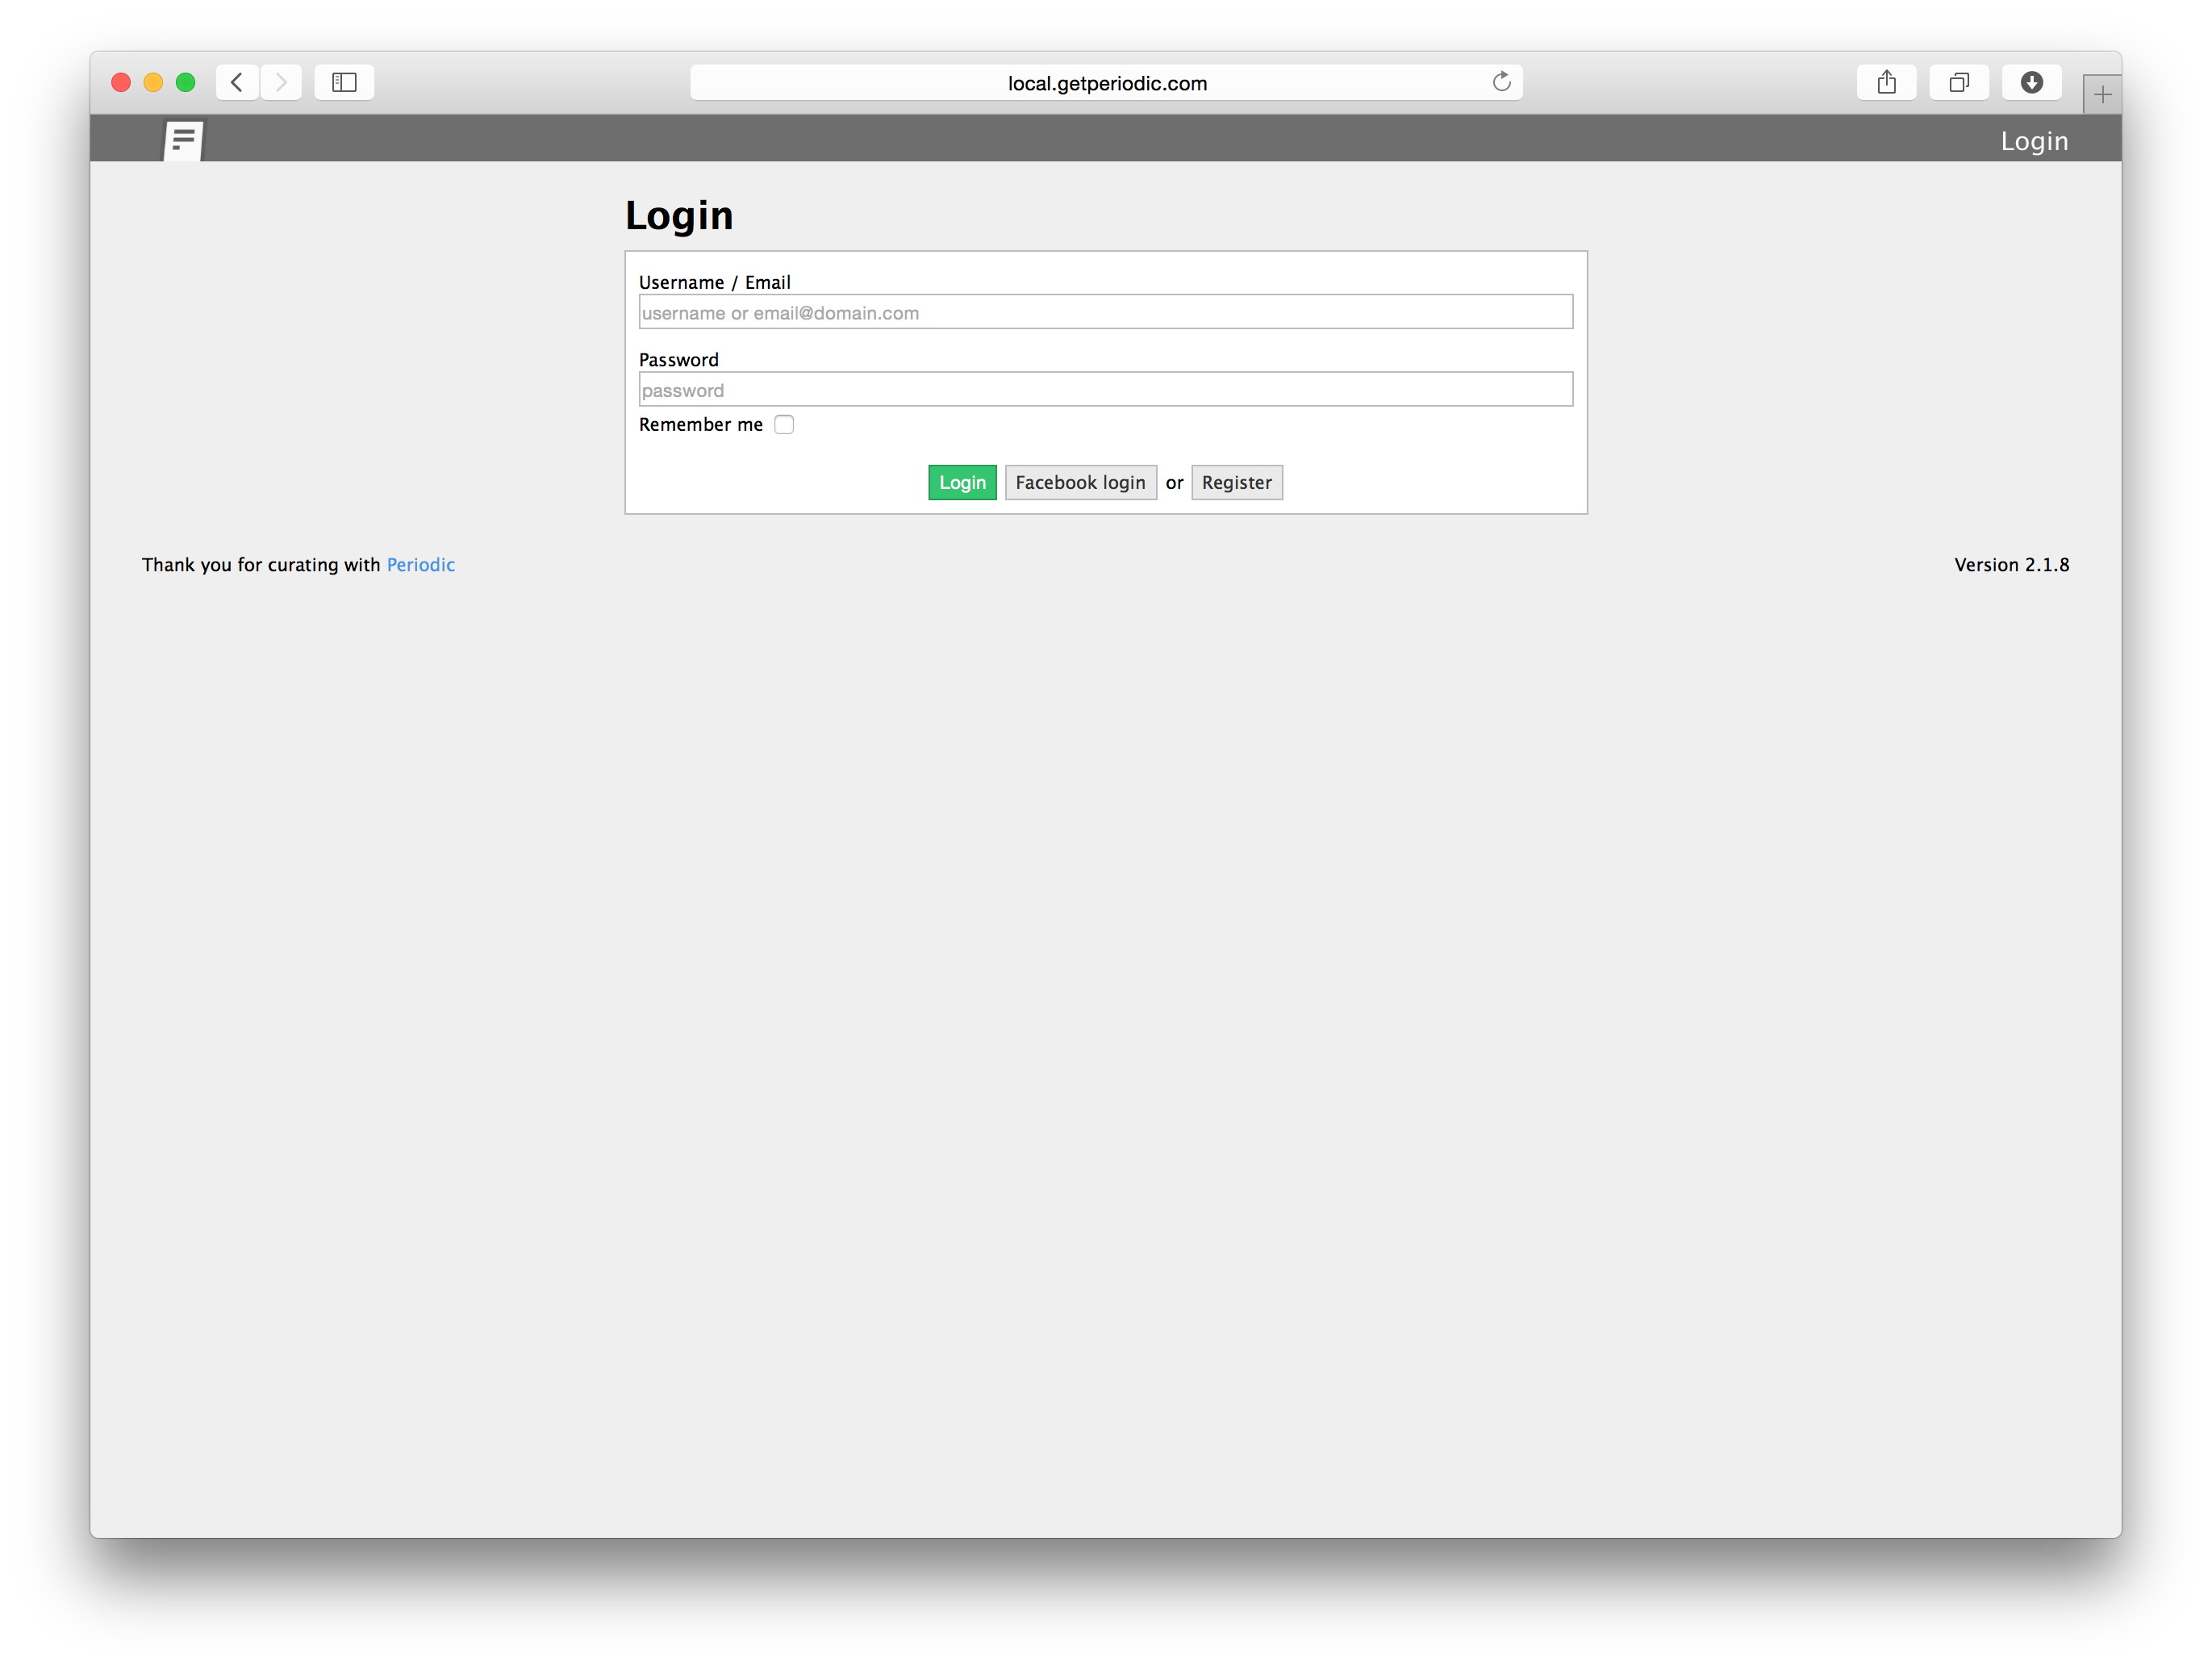 local.getperiodic.com
Login
Login
Username / Email
username or email@domain.com
Password
password
Remember me
Login Facebook login or Register
Thank you for curating with Periodic Version 2.1.8